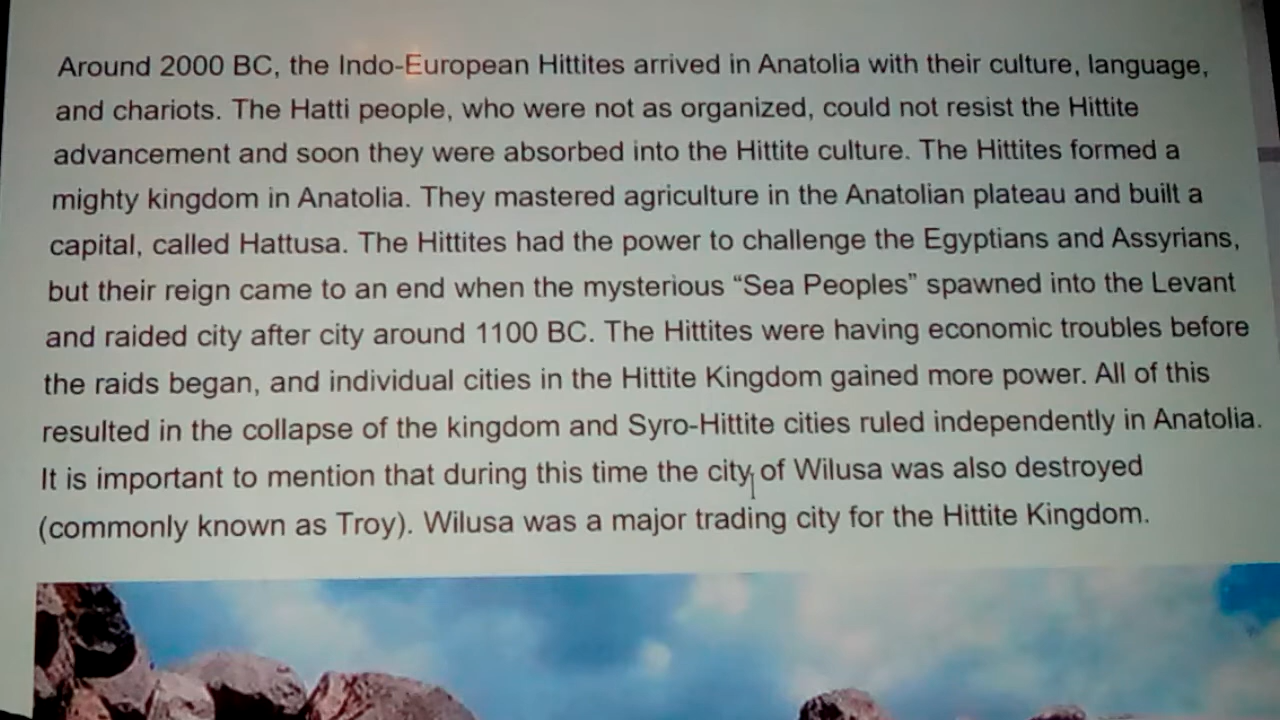 Around 2000 BC, the Indo-European Hittites arrived in Anatolia with their culture, language,
and chariots. The Hatti people, who were not as organized, could not resist the Hittite
advancement and soon they were absorbed into the Hittite culture. The Hittites formed a
mighty kingdom in Anatolia. They mastered agriculture in the Anatolian plateau and built a
capital, called Hattusa. The Hittites had the power to challenge the Egyptians and Assyrians,
but their reign came to an end when the mysterious “Sea Peoples” spawned into the Levant
and raided city after city around 1100 BC. The Hittites were having economic troubles before
the raids began, and individual cities in the Hittite Kingdom gained more power. All of this
resulted in the collapse of the kingdom and Syro-Hittite cities ruled independently in Anatolia.
It is important to mention that during this time the city of Wilusa was also destroyed
(commonly known as Troy). Wilusa was a major trading city for the Hittite Kingdom.